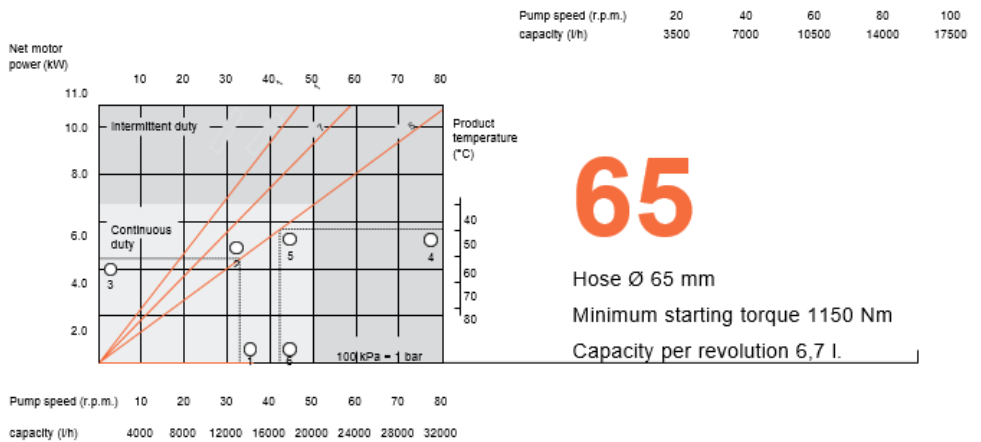 Pump speed (r.p.m.) 20 40 60 80 100
capacity (l/h) 3500 7000 10500 14000 17500
Net motor
power (kW)
10 20 30 40 50 60 70 80
11.0
10.0
8.0
6.0
4.0
2.0
Intermittent duty
Continuous
duty
Product
temperature
(°C)
40
50
60
70
80
1
2
3
4
5
6
100 kPa = 1 bar
65
Hose Ø 65 mm
Minimum starting torque 1150 Nm
Capacity per revolution 6,7 l.
Pump speed (r.p.m.) 10 20 30 40 50 60 70 80
capacity (l/h) 4000 8000 12000 16000 20000 24000 28000 32000